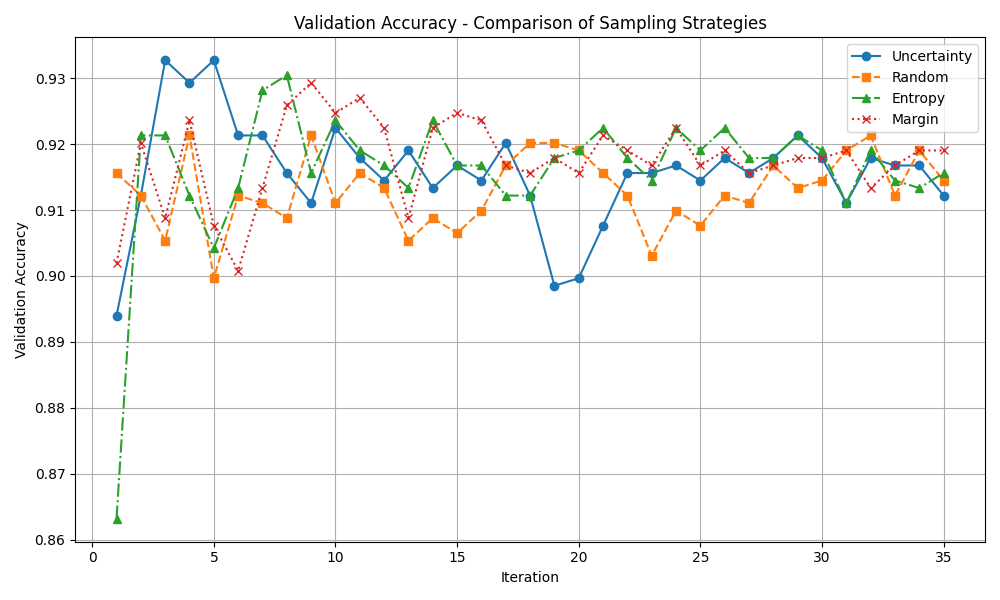 Validation Accuracy - Comparison of Sampling Strategies
Validation Accuracy
0.93
0.92
0.91
0.90
0.89
0.88
0.87
0.86
Uncertainty
Random
Entropy
Margin
0
5
10
15
20
25
30
35
Iteration